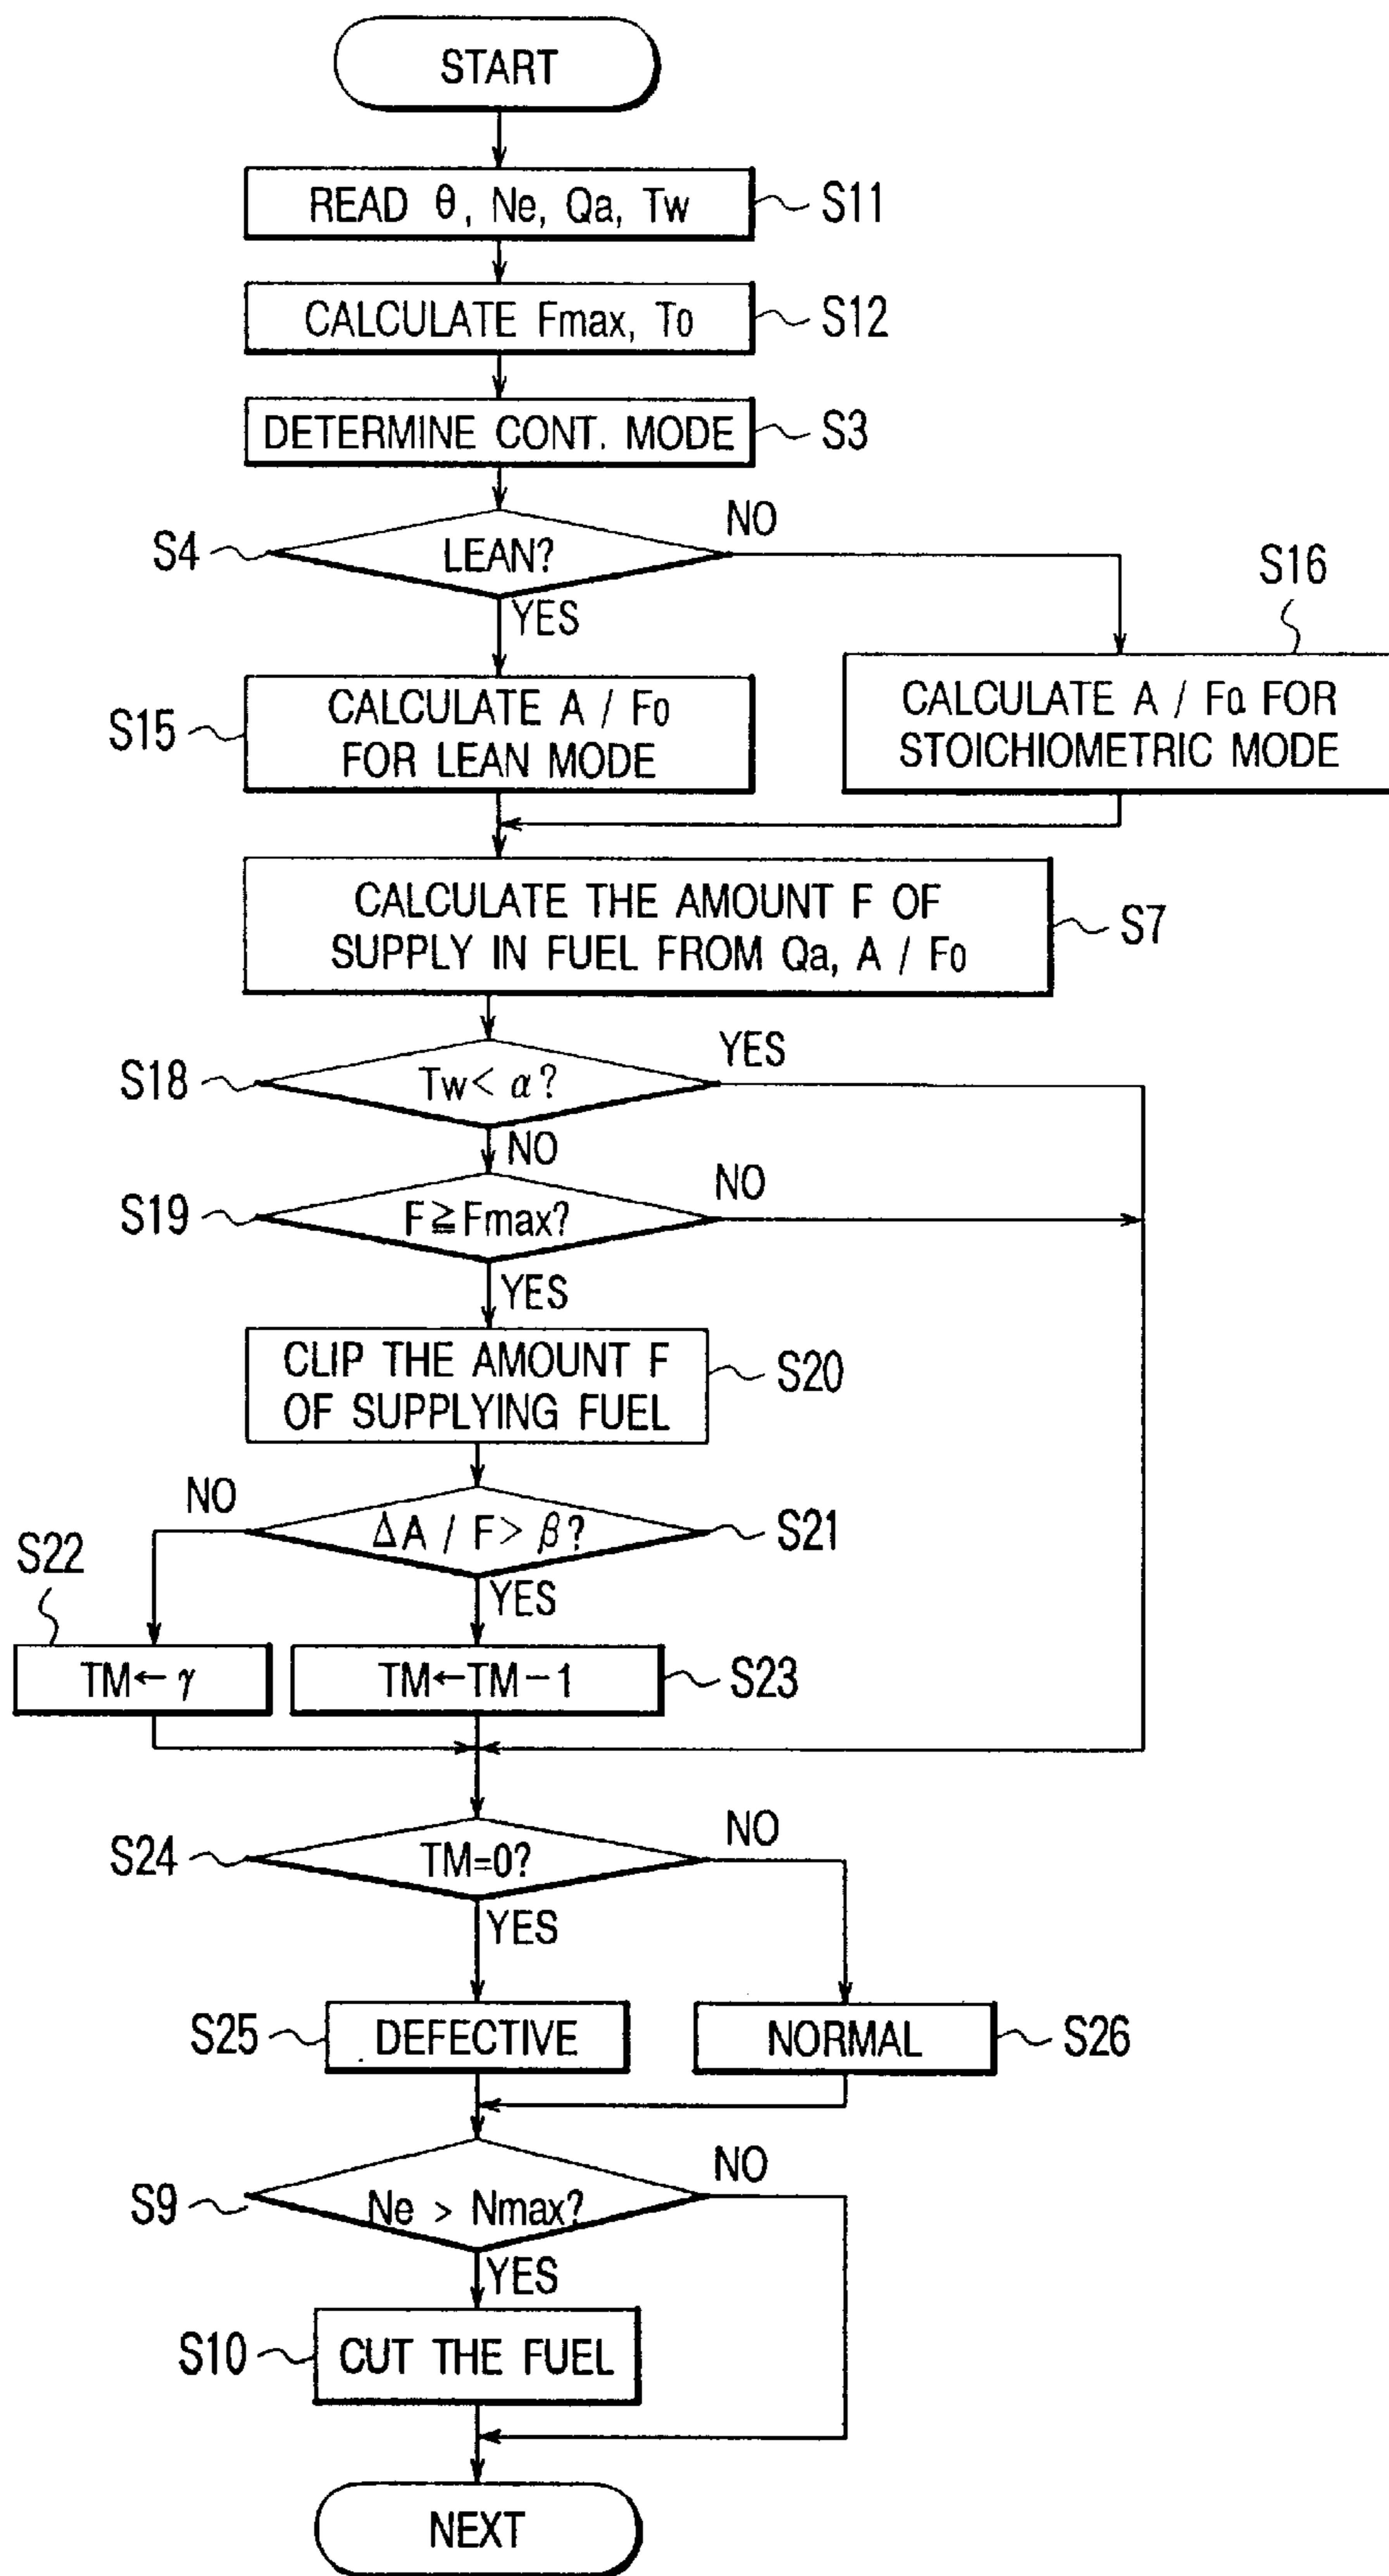 START
READ θ, Ne, Qa, Tw
S11
CALCULATE Fmax, To
S12
DETERMINE CONT. MODE
S3
S4
LEAN?
NO
YES
S16
S15
CALCULATE A / Fo
FOR LEAN MODE
CALCULATE A / Fa FOR
STOICHIOMETRIC MODE
CALCULATE THE AMOUNT F OF
SUPPLY IN FUEL FROM Qa, A / Fo
S7
S18
Tw < α?
YES
NO
S19
F ≧ Fmax?
NO
YES
CLIP THE AMOUNT F
OF SUPPLYING FUEL
S20
NO
ΔA / F > β?
S21
S22
YES
TM ← γ
TM ← TM − 1
S23
S24
TM=0?
NO
YES
S25
DEFECTIVE
NORMAL
S26
S9
Ne > Nmax?
NO
YES
S10
CUT THE FUEL
NEXT